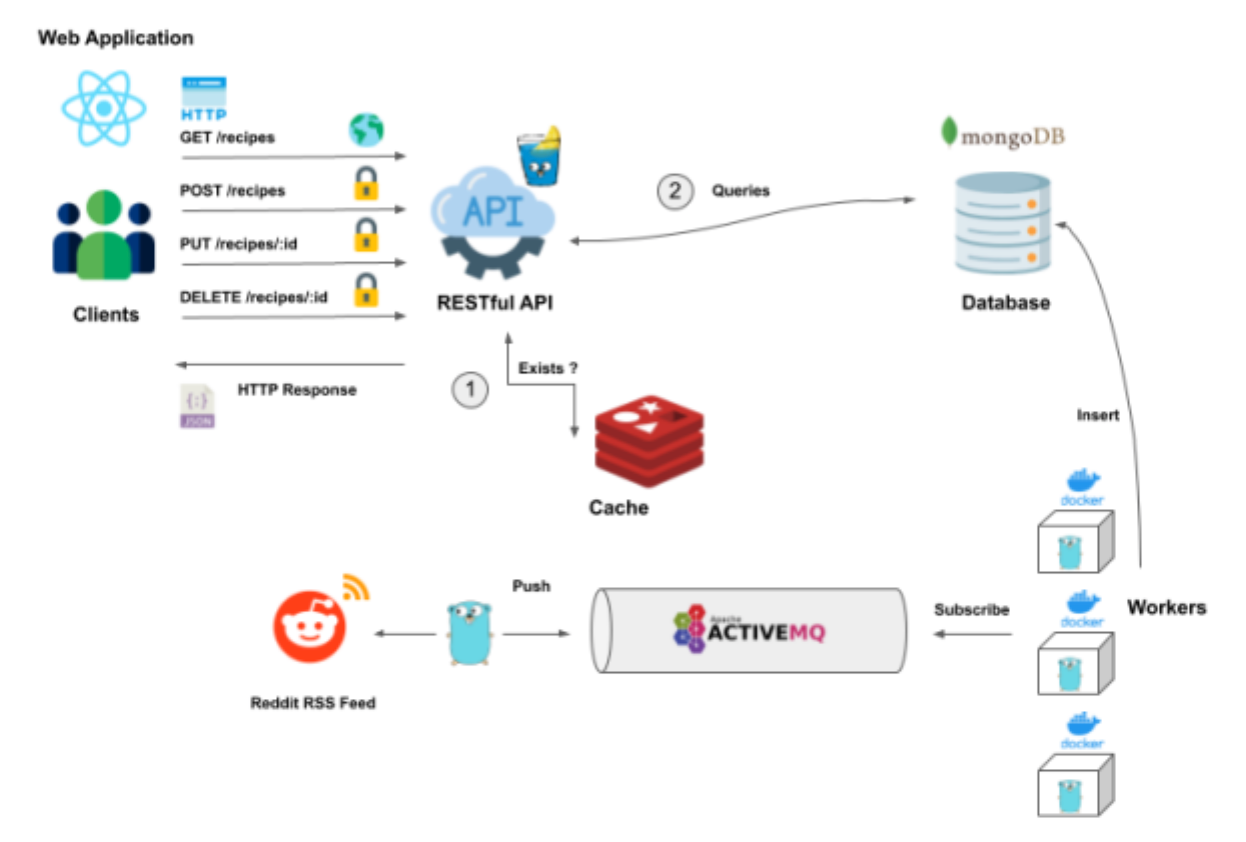 Web Application
HTTP
GET /recipes
POST /recipes
PUT /recipes/:id
DELETE /recipes/:id
Clients
HTTP Response
{:}
JSON
API
RESTful API
1
Exists ?
Cache
2
Queries
mongoDB
Database
Insert
docker
docker
docker
Workers
Subscribe
Apache
ACTIVEMQ
Push
Reddit RSS Feed